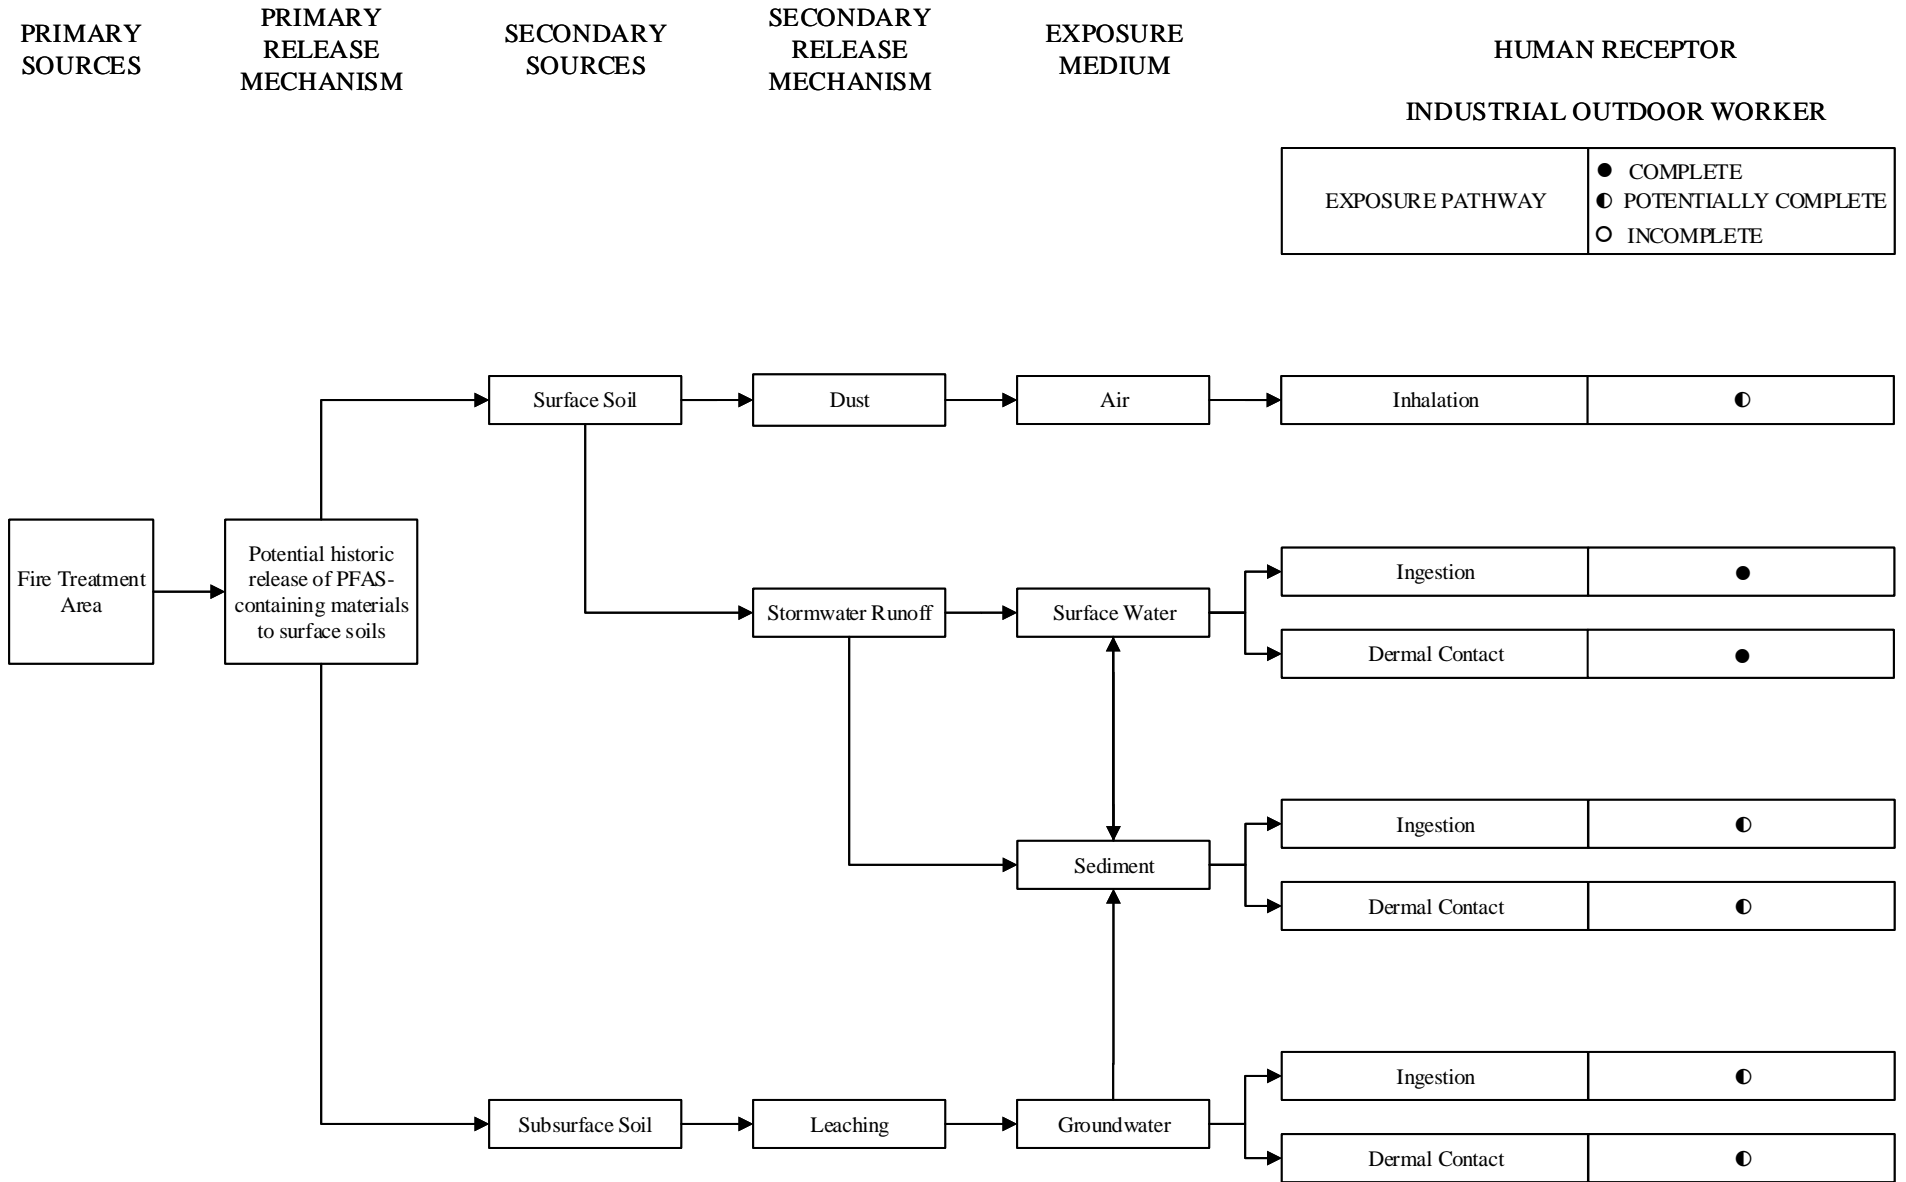 PRIMARY
SOURCES
PRIMARY
RELEASE
MECHANISM
SECONDARY
SOURCES
SECONDARY
RELEASE
MECHANISM
EXPOSURE
MEDIUM
HUMAN RECEPTOR
INDUSTRIAL OUTDOOR WORKER
EXPOSURE PATHWAY
● COMPLETE
◐ POTENTIALLY COMPLETE
○ INCOMPLETE
Surface Soil
Dust
Air
Inhalation
◐
Fire Treatment
Area
Potential historic
release of PFAS-
containing materials
to surface soils
Stormwater Runoff
Surface Water
Ingestion
●
Dermal Contact
●
Sediment
Ingestion
◐
Dermal Contact
◐
Subsurface Soil
Leaching
Groundwater
Ingestion
◐
Dermal Contact
◐